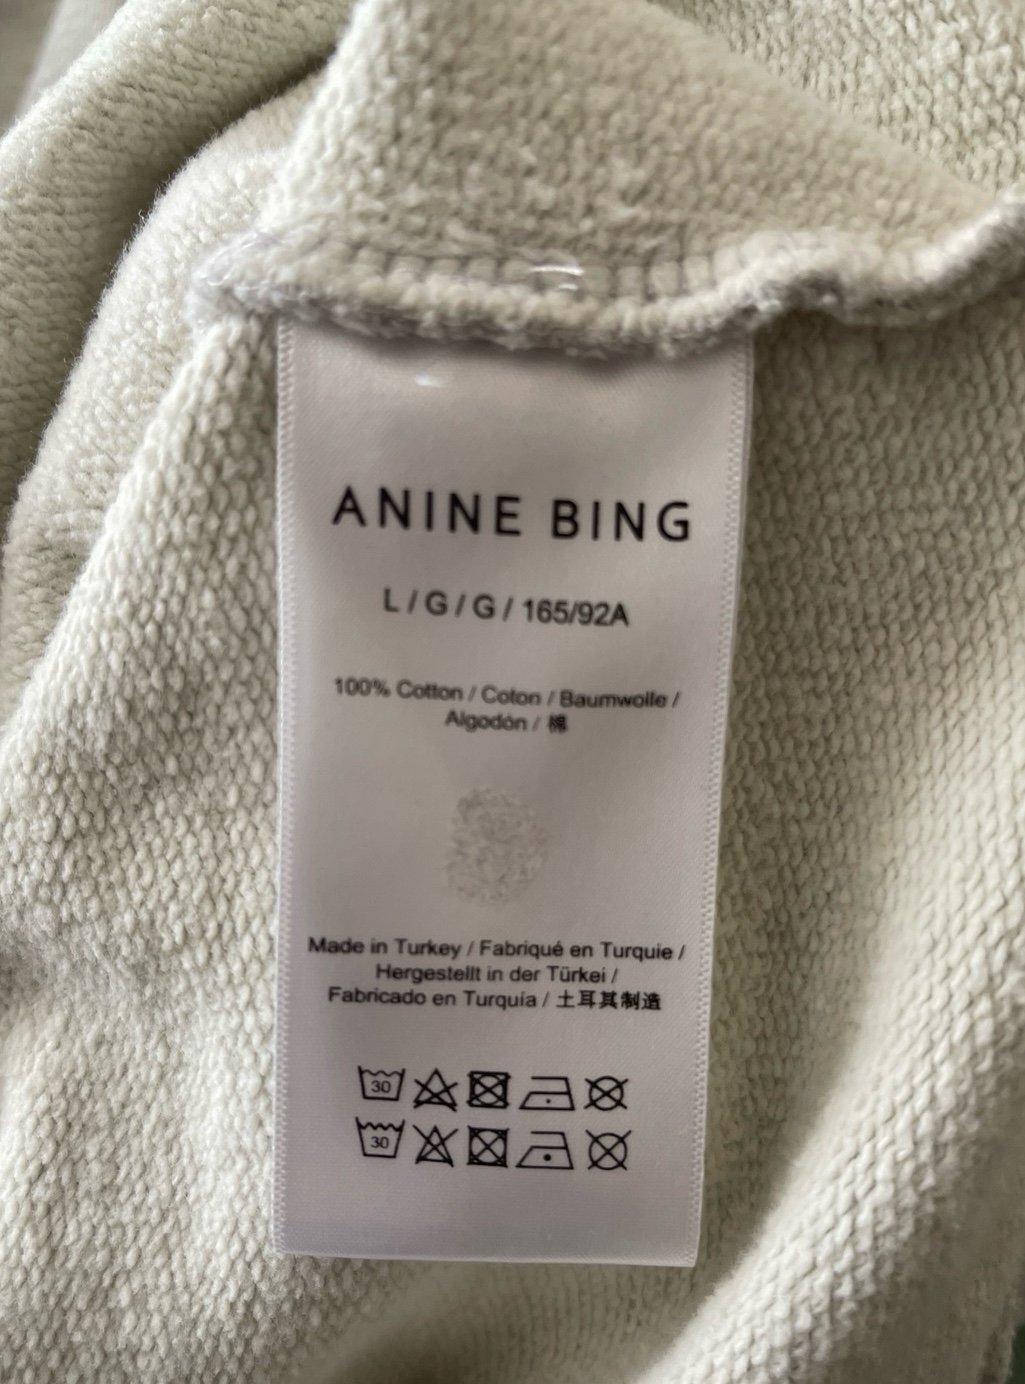 ANINE BING
L / G / G / 165/92A
100% Cotton / Coton / Baumwolle /
Algodón / 棉
Made in Turkey / Fabriqué en Turquie /
Hergestellt in der Türkei /
Fabricado en Turquía / 土耳其制造
30
30